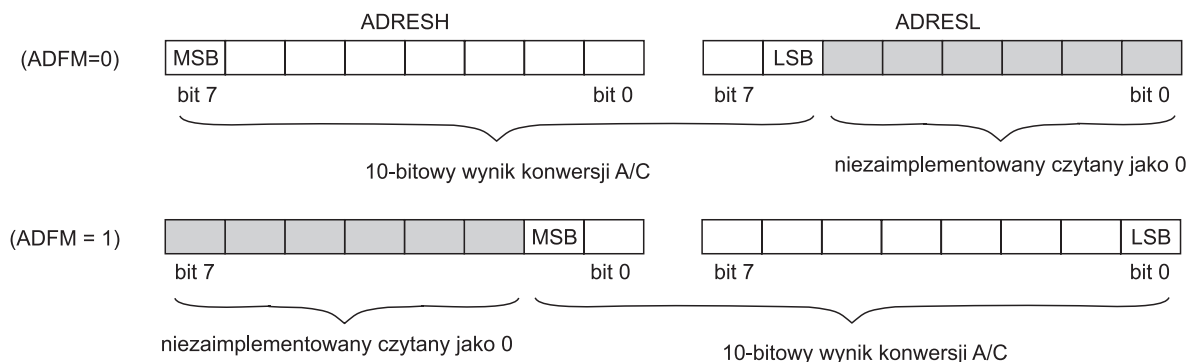 ADRESH ADRESL
(ADFM=0) MSB LSB
bit 7 bit 0 bit 7 bit 0
10-bitowy wynik konwersji A/C niezaimplementowany czytany jako 0
(ADFM = 1) MSB LSB
bit 7 bit 0 bit 7 bit 0
niezaimplementowany czytany jako 0 10-bitowy wynik konwersji A/C